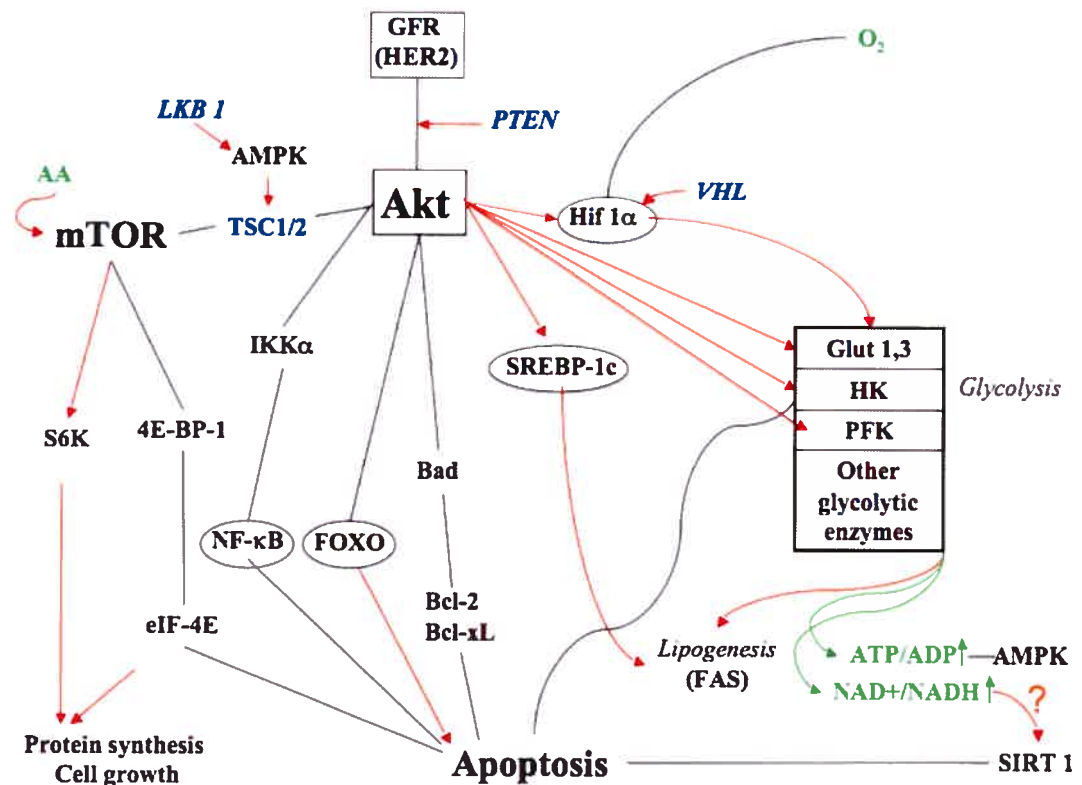 GFR
(HER2)
O2
LKB 1
PTEN
AMPK
AA
VHL
Akt
Hif 1α
mTOR
TSC1/2
IKKα
SREBP-1c
Glut 1,3
HK
Glycolysis
PFK
S6K
4E-BP-1
Other
glycolytic
enzymes
Bad
NF-κB
FOXO
Bcl-2
Bcl-xL
eIF-4E
Lipogenesis
(FAS)
ATP/ADP
AMPK
NAD+/NADH
?
Protein synthesis
Cell growth
Apoptosis
SIRT 1